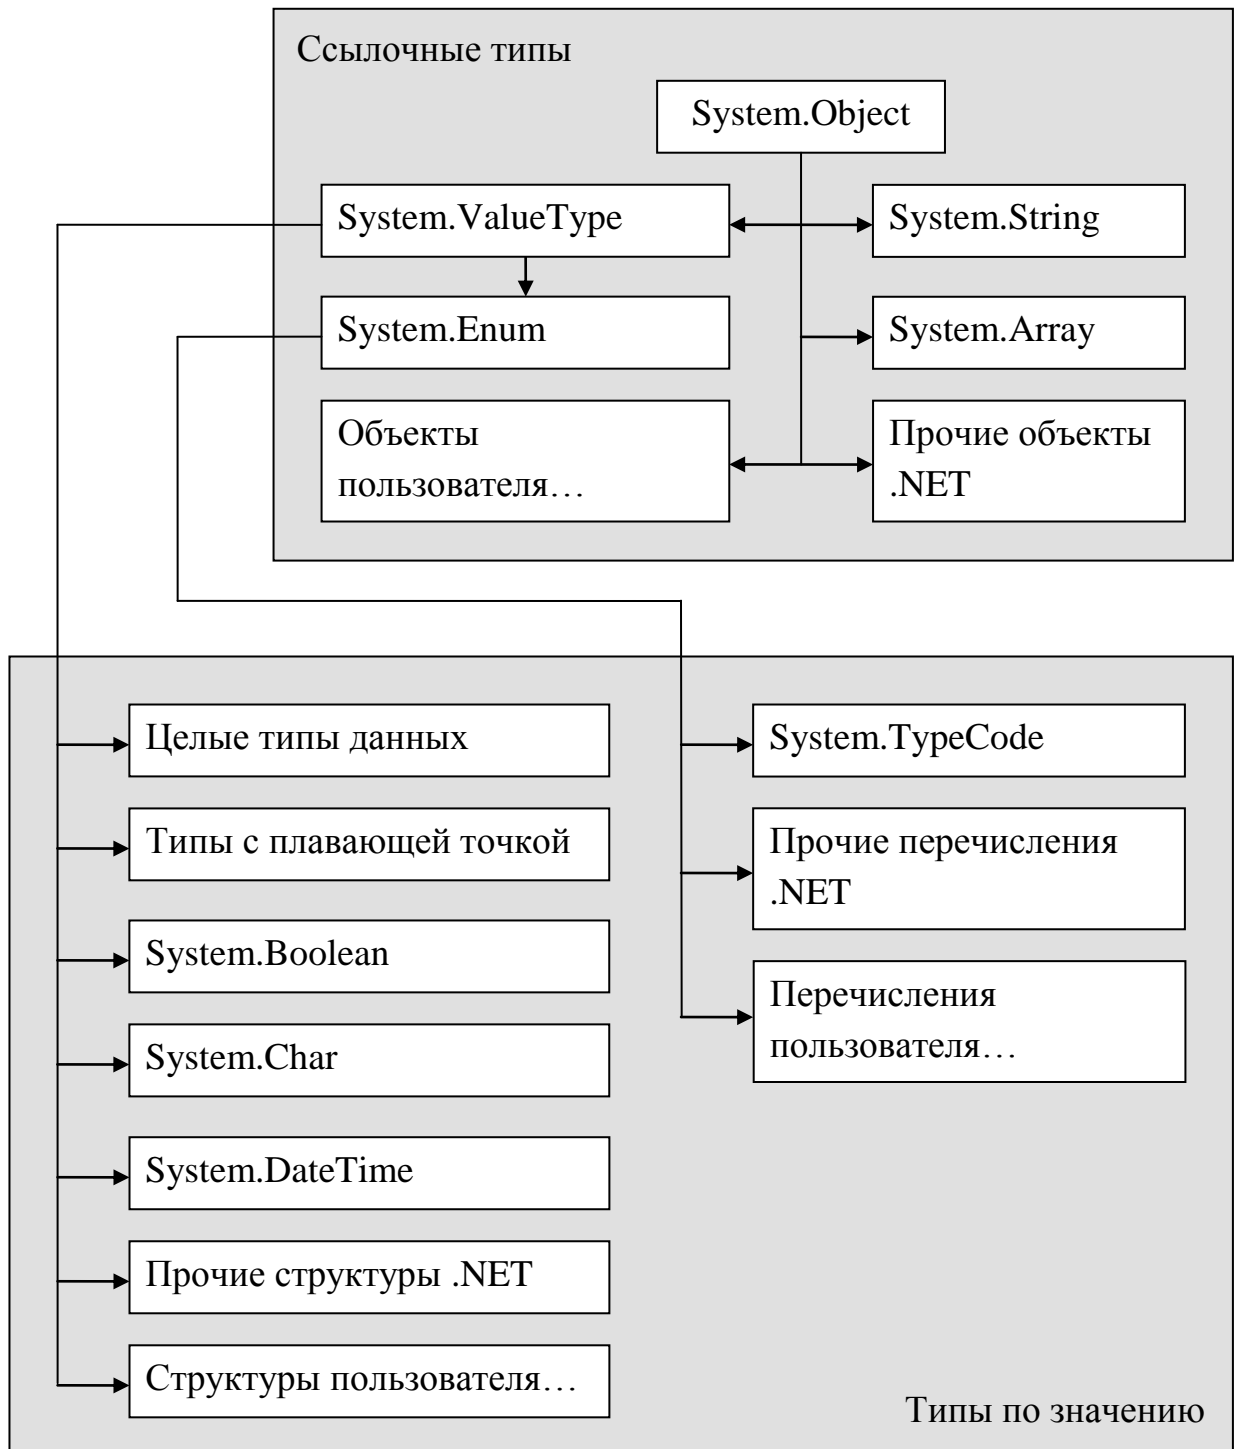 Ссылочные типы
System.Object
System.ValueType
System.String
System.Enum
System.Array
Объекты
пользователя…
Прочие объекты
.NET
Целые типы данных
System.TypeCode
Типы с плавающей точкой
Прочие перечисления
.NET
System.Boolean
Перечисления
пользователя…
System.Char
System.DateTime
Прочие структуры .NET
Структуры пользователя…
Типы по значению